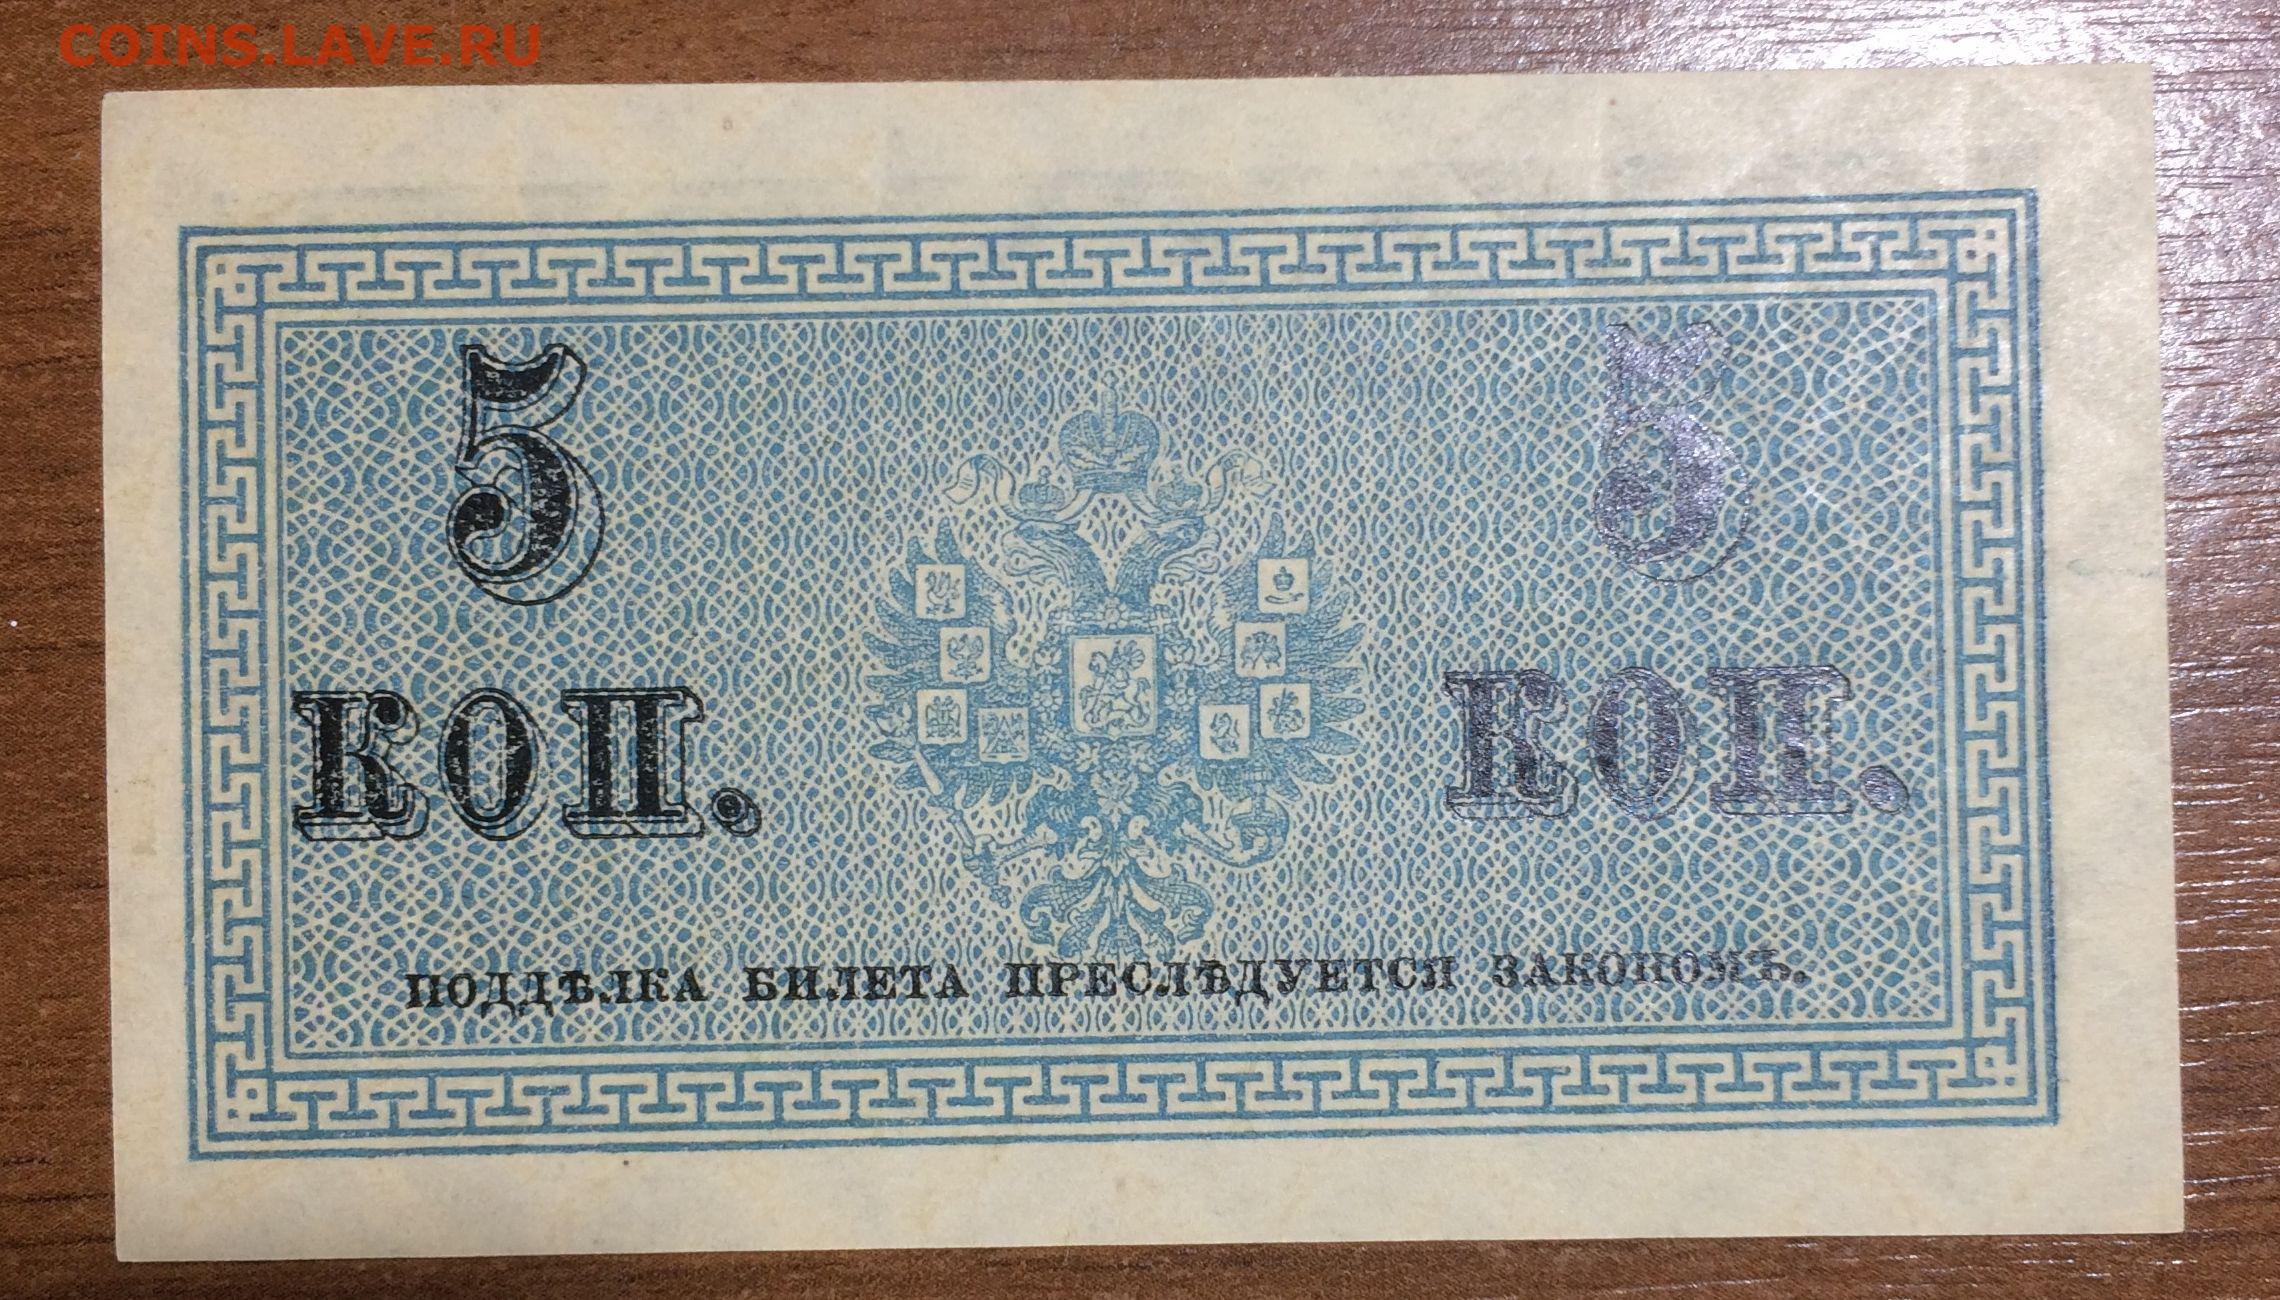 COINS.LAVE.RU
5 5
КОП. КОП.
ПОДДѢЛКА БИЛЕТА ПРЕСЛѢДУЕТСЯ ЗАКОНОМЪ.